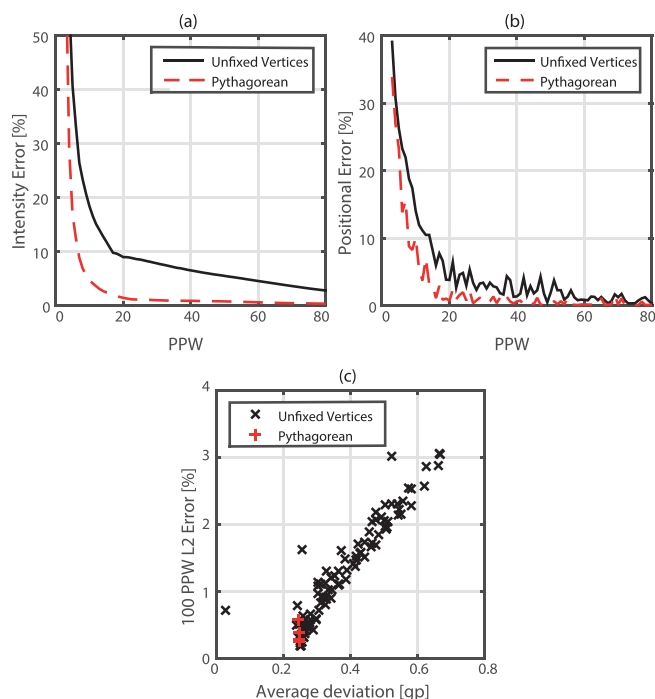 (a)
50
40
30
20
10
0
Intensity Error [%]
Unfixed Vertices
Pythagorean
0 20 40 60 80
PPW
(b)
40
30
20
10
0
Positional Error [%]
Unfixed Vertices
Pythagorean
0 20 40 60 80
PPW
(c)
4
3
2
1
0
100 PPW L2 Error [%]
Unfixed Vertices
Pythagorean
0 0.2 0.4 0.6 0.8
Average deviation [gp]